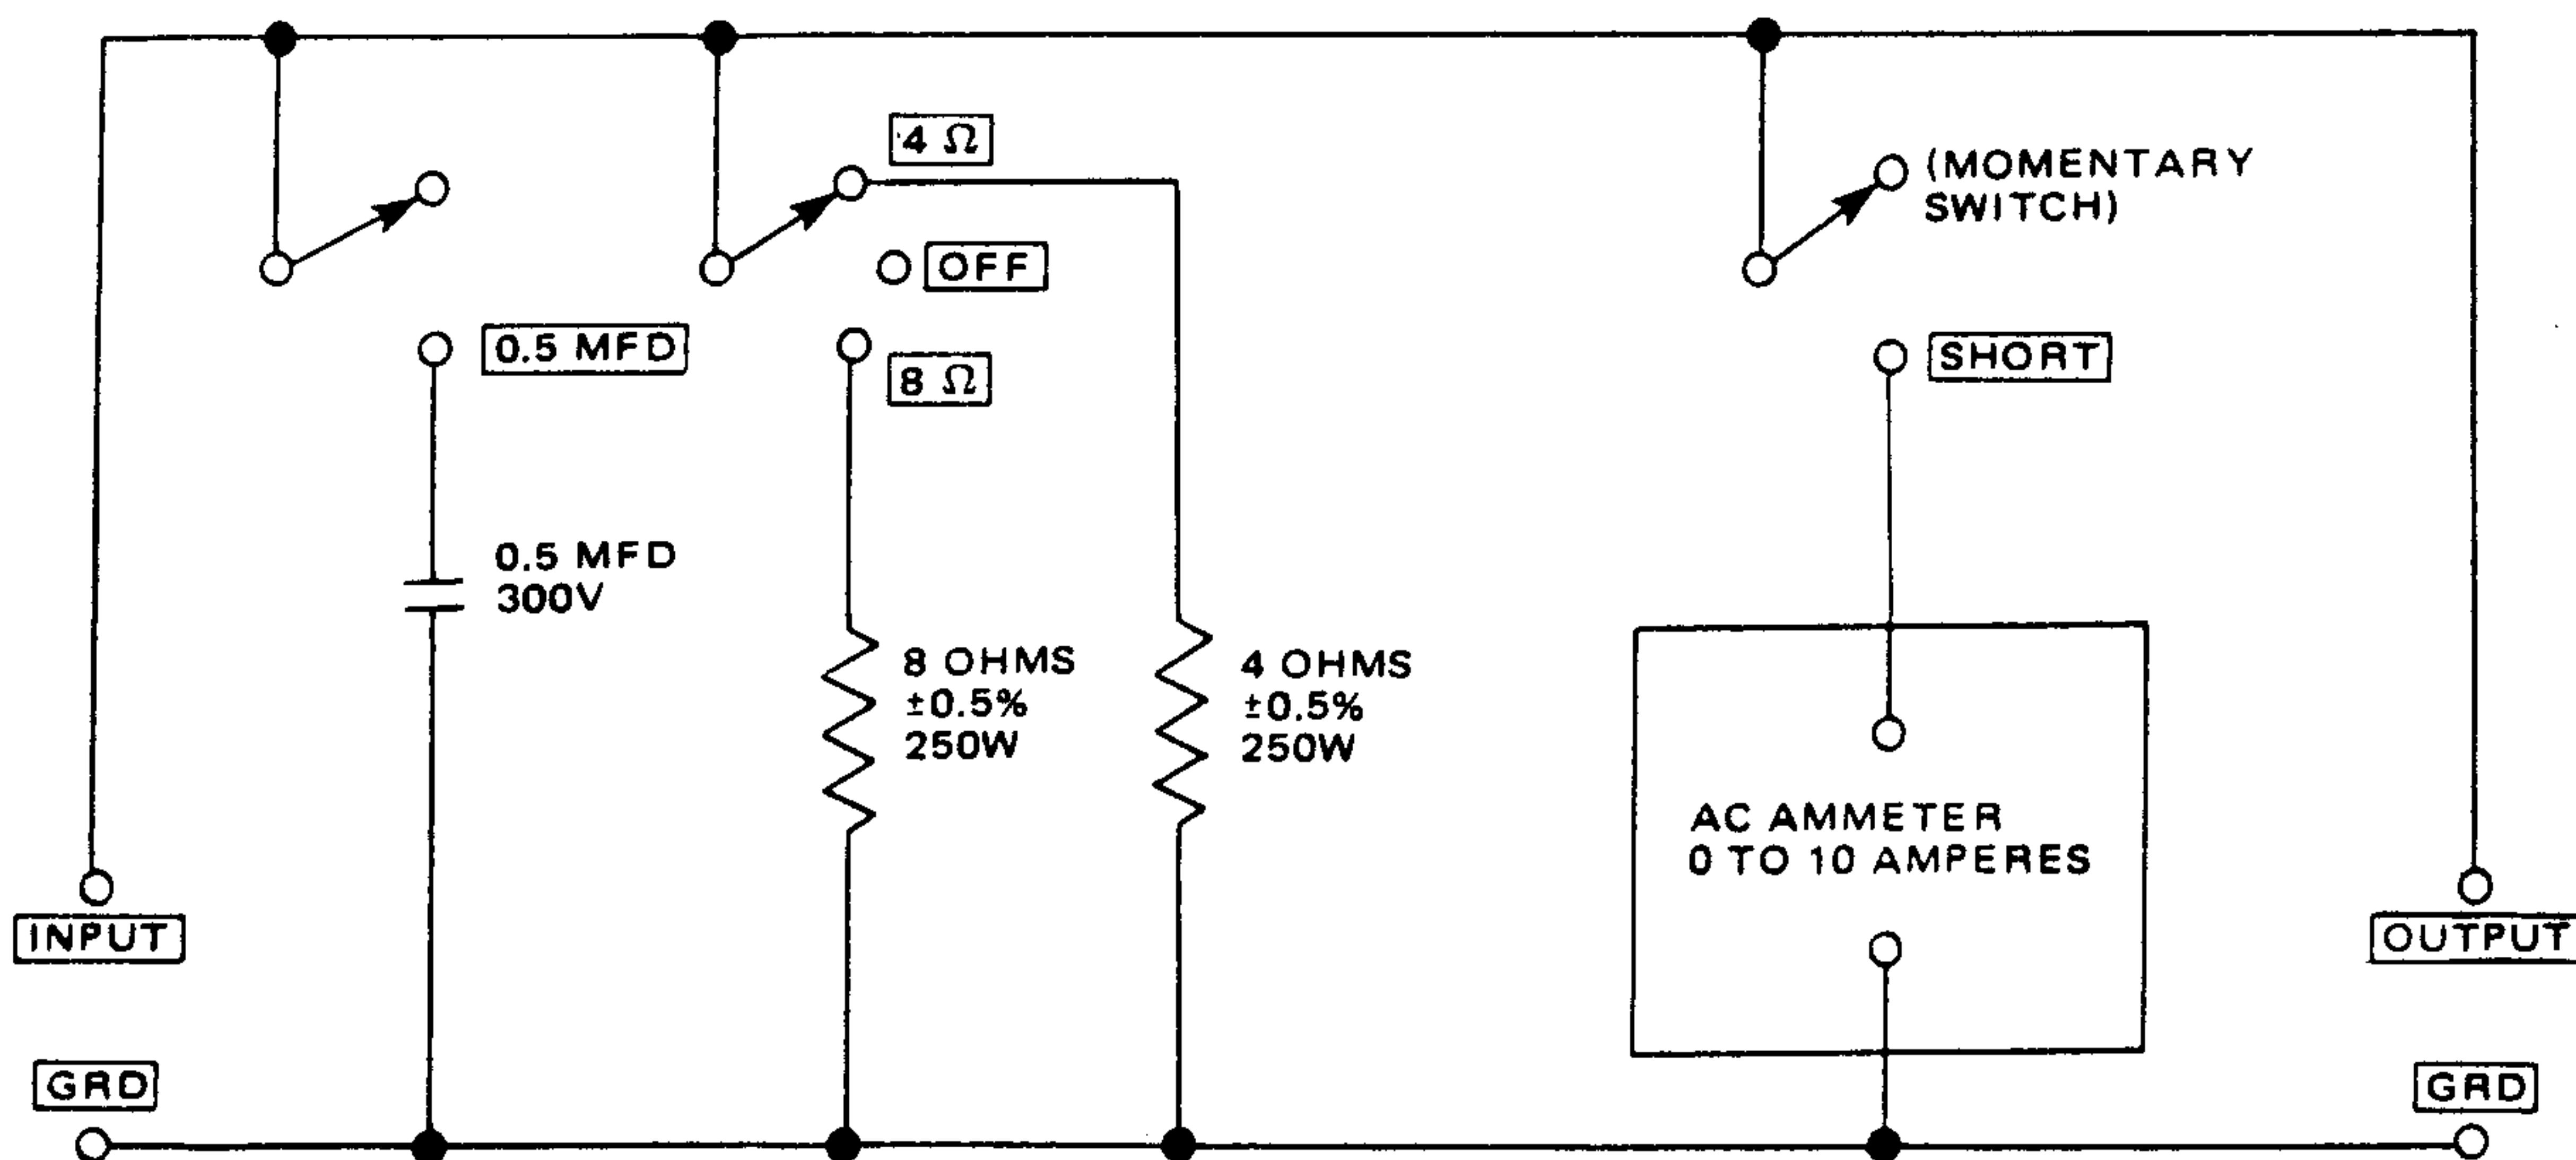 4 Ω
(MOMENTARY
SWITCH)
OFF
0.5 MFD
8 Ω
SHORT
0.5 MFD
300V
8 OHMS
±0.5%
250W
4 OHMS
±0.5%
250W
AC AMMETER
0 TO 10 AMPERES
INPUT
OUTPUT
GRD
GRD